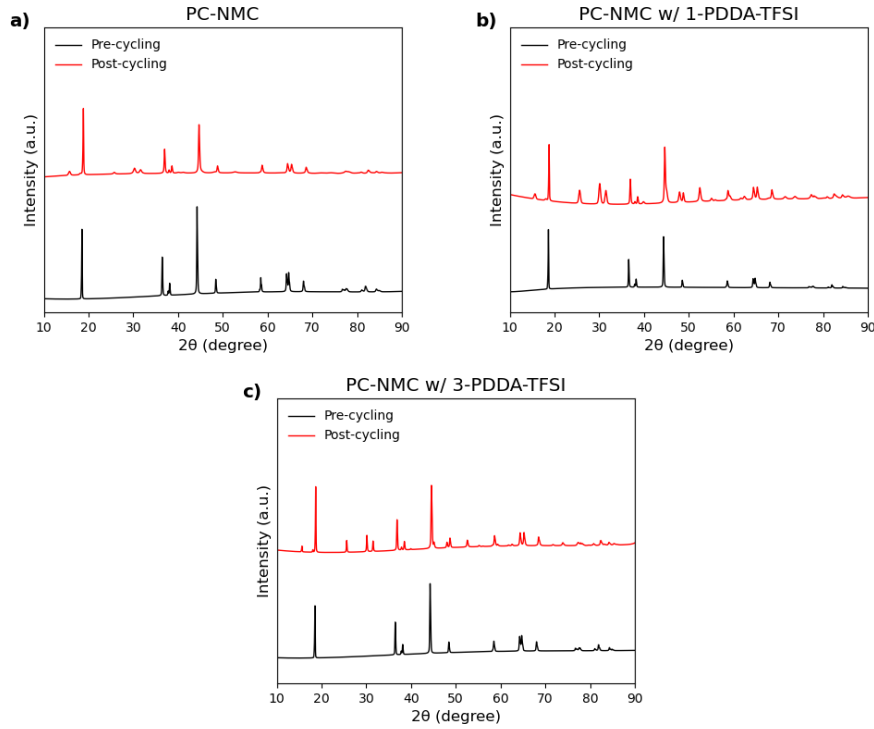 a)
PC-NMC
Pre-cycling
Post-cycling
Intensity (a.u.)
10 20 30 40 50 60 70 80 90
2θ (degree)
b)
PC-NMC w/ 1-PDDA-TFSI
Pre-cycling
Post-cycling
Intensity (a.u.)
10 20 30 40 50 60 70 80 90
2θ (degree)
c)
PC-NMC w/ 3-PDDA-TFSI
Pre-cycling
Post-cycling
Intensity (a.u.)
10 20 30 40 50 60 70 80 90
2θ (degree)